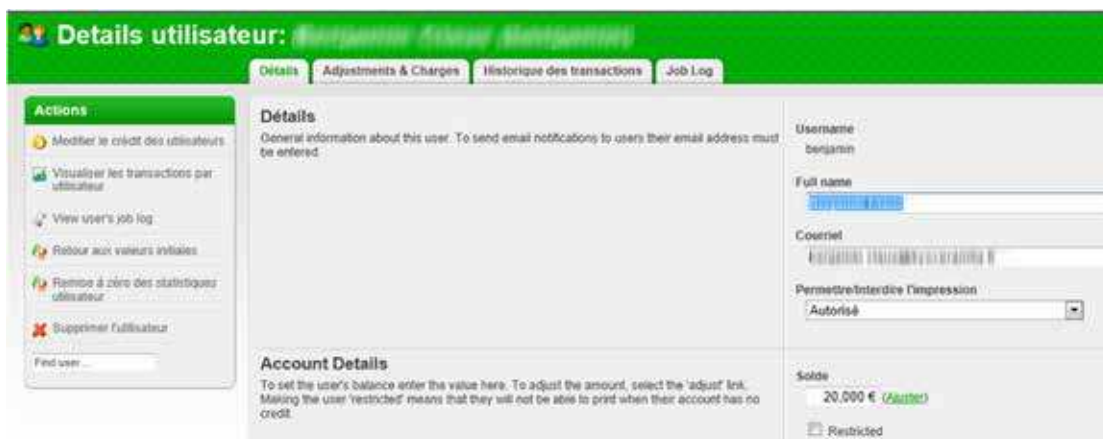 Details utilisateur:
Détails
Adjustments & Charges
Historique des transactions
Job Log
Actions
Modifier le crédit des utilisateurs
Visualiser les transactions par
utilisateur
View user's job log
Retour aux valeurs initiales
Remise à zéro des statistiques
utilisateur
Supprimer l'utilisateur
Find user ...
Détails
General information about this user. To send email notifications to users their email address must
be entered.
Username
benjamin
Full name
Courriel
Permettre/Interdire l'impression
Autorisé
Account Details
To set the user's balance enter the value here. To adjust the amount, select the 'adjust' link.
Making the user 'restricted' means that they will not be able to print when their account has no
credit.
Solde
20,000 € (Ajuster)
Restricted